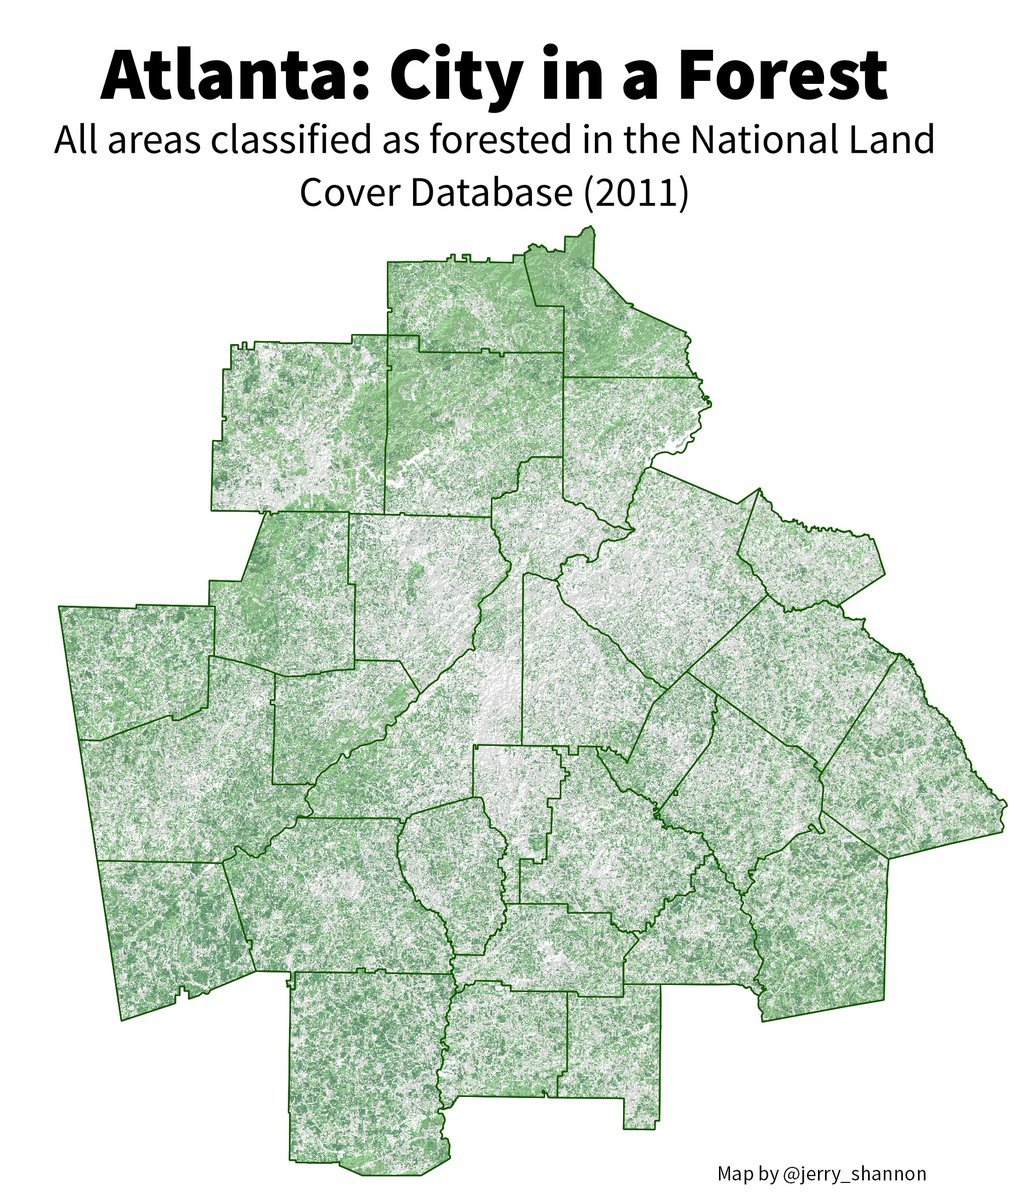 Atlanta: City in a Forest
All areas classified as forested in the National Land
Cover Database (2011)
Map by @jerry_shannon